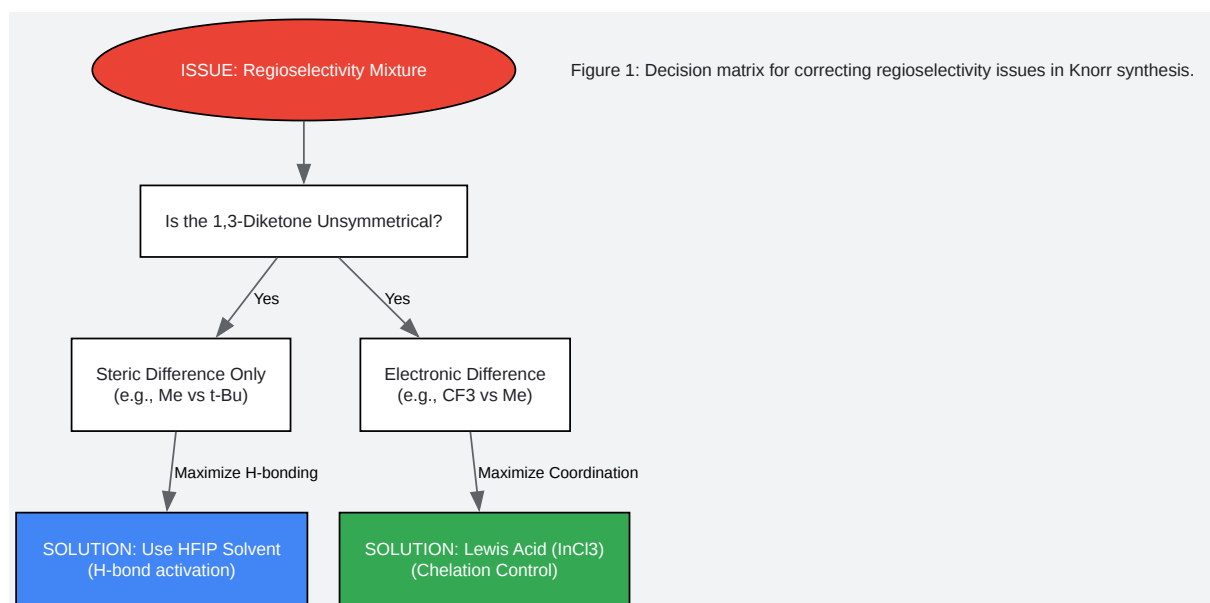 ISSUE: Regioselectivity Mixture
Figure 1: Decision matrix for correcting regioselectivity issues in Knorr synthesis.
Is the 1,3-Diketone Unsymmetrical?
Yes
Yes
Steric Difference Only
(e.g., Me vs t-Bu)
Electronic Difference
(e.g., CF3 vs Me)
Maximize H-bonding
Maximize Coordination
SOLUTION: Use HFIP Solvent
(H-bond activation)
SOLUTION: Lewis Acid (InCl3)
(Chelation Control)